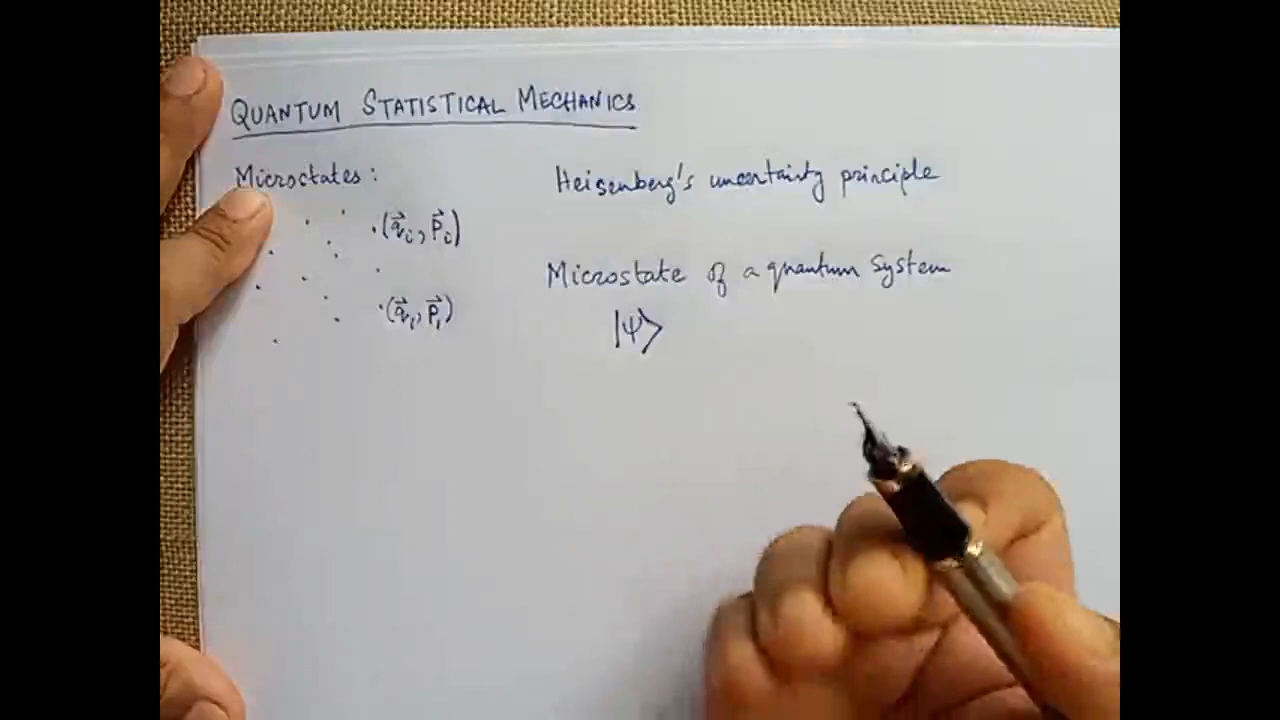 QUANTUM STATISTICAL MECHANICS
Microstates :
Heisenberg's uncertainty principle
(q⃗ᵢ, p⃗ᵢ)
Microstate of a quantum system
(q⃗₁, p⃗₁)
|Ψ⟩